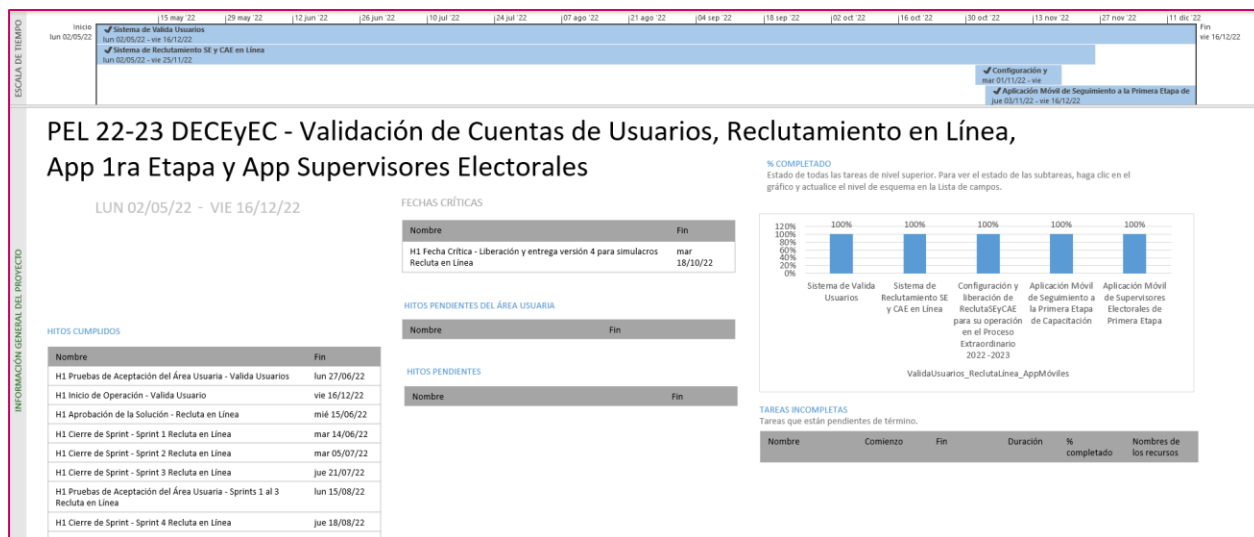 ESCALA DE TIEMPO
Inicio
lun 02/05/22
15 may '22 29 may '22 12 jun '22 26 jun '22 10 jul '22 24 jul '22 07 ago '22 21 ago '22 04 sep '22 18 sep '22 02 oct '22 16 oct '22 30 oct '22 13 nov '22 27 nov '22 11 dic '22
Fin
vie 16/12/22
✓ Sistema de Valida Usuarios
lun 02/05/22 - vie 16/12/22
✓ Sistema de Reclutamiento SE y CAE en Línea
lun 02/05/22 - vie 25/11/22
✓ Configuración y
mar 01/11/22 - vie
✓ Aplicación Móvil de Seguimiento a la Primera Etapa de
jue 03/11/22 - vie 16/12/22
INFORMACIÓN GENERAL DEL PROYECTO
PEL 22-23 DECEyEC - Validación de Cuentas de Usuarios, Reclutamiento en Línea,
App 1ra Etapa y App Supervisores Electorales
LUN 02/05/22 - VIE 16/12/22
HITOS CUMPLIDOS
Nombre Fin
H1 Pruebas de Aceptación del Área Usuaria - Valida Usuarios lun 27/06/22
H1 Inicio de Operación - Valida Usuario vie 16/12/22
H1 Aprobación de la Solución - Recluta en Línea mié 15/06/22
H1 Cierre de Sprint - Sprint 1 Recluta en Línea mar 14/06/22
H1 Cierre de Sprint - Sprint 2 Recluta en Línea mar 05/07/22
H1 Cierre de Sprint - Sprint 3 Recluta en Línea jue 21/07/22
H1 Pruebas de Aceptación del Área Usuaria - Sprints 1 al 3 lun 15/08/22
Recluta en Línea
H1 Cierre de Sprint - Sprint 4 Recluta en Línea jue 18/08/22
FECHAS CRÍTICAS
Nombre Fin
H1 Fecha Crítica - Liberación y entrega versión 4 para simulacros mar
Recluta en Línea 18/10/22
HITOS PENDIENTES DEL ÁREA USUARIA
Nombre Fin
HITOS PENDIENTES
Nombre Fin
% COMPLETADO
Estado de todas las tareas de nivel superior. Para ver el estado de las subtareas, haga clic en el
gráfico y actualice el nivel de esquema en la Lista de campos.
120%
100%
80%
60%
40%
20%
0%
100% 100% 100% 100% 100%
Sistema de Valida
Usuarios
Sistema de
Reclutamiento SE
y CAE en Línea
Configuración y
liberación de
ReclutaSEyCAE
para su operación
en el Proceso
Extraordinario
2022 -2023
Aplicación Móvil
de Seguimiento a
la Primera Etapa
de Capacitación
Aplicación Móvil
de Supervisores
Electorales de
Primera Etapa
ValidaUsuarios_ReclutaLínea_AppMóviles
TAREAS INCOMPLETAS
Tareas que están pendientes de término.
Nombre Comienzo Fin Duración % Nombres de
completado los recursos